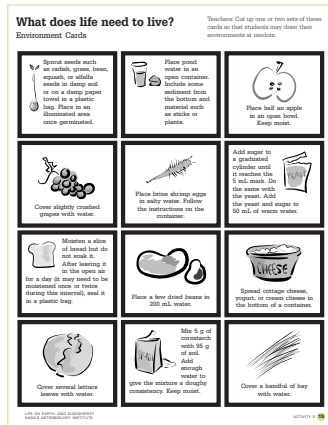 What does life need to live?
Environment Cards
Teachers: Cut up one or two sets of these
cards so that students may draw their
environments at random.
Sprout seeds such
as radish, grass, bean,
squash, or alfalfa
seeds in damp soil
or on a damp paper
towel in a plastic
bag. Place in an
illuminated area
once germinated.
Place pond
water in an
open container.
Include some
sediment from
the bottom and
material such
as sticks or
plants.
Place half an apple
in an open bowl.
Keep moist.
Cover slightly crushed
grapes with water.
Place brine shrimp eggs
in salty water. Follow
the instructions on the
container.
Add sugar to
a graduated
cylinder until
it reaches the
5 mL mark. Do
the same with
the yeast. Add
the yeast and sugar to
50 mL of warm water.
YEAST
Moisten a slice
of bread but do
not soak it.
After leaving it
in the open air
for a day (it may need to be
moistened once or twice
during this interval), seal it
in a plastic bag.
Place a few dried beans in
200 mL water.
CHEESE
Spread cottage cheese,
yogurt, or cream cheese in
the bottom of a container.
Cover several lettuce
leaves with water.
Mix 5 g of
cornstarch
with 95 g
of soil.
Add
enough
water to
give the mixture a doughy
consistency. Keep moist.
Cover a handful of hay
with water.
LIFE ON EARTH...AND ELSEWHERE?
NASA'S ASTROBIOLOGY INSTITUTE
ACTIVITY 2 15